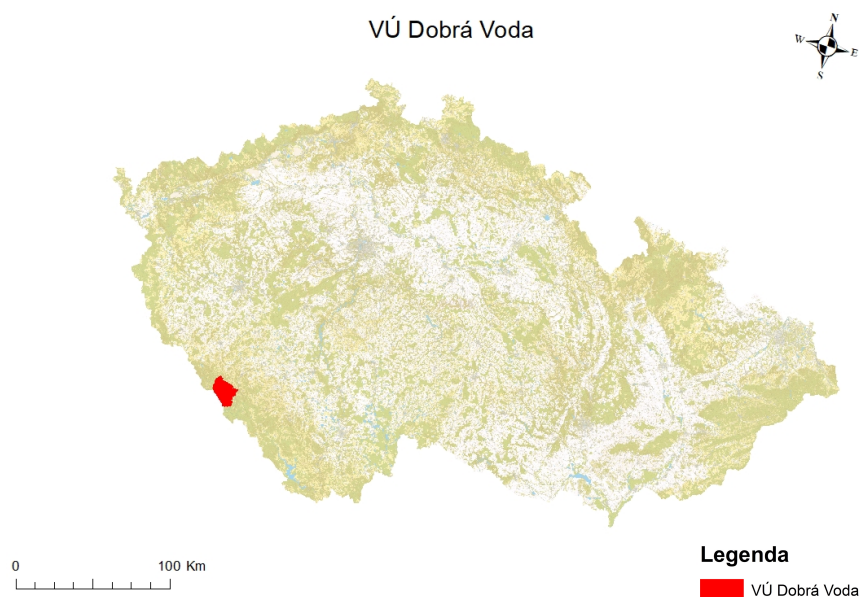 VÚ Dobrá Voda
N
W
E
S
0 100 Km
Legenda
VÚ Dobrá Voda